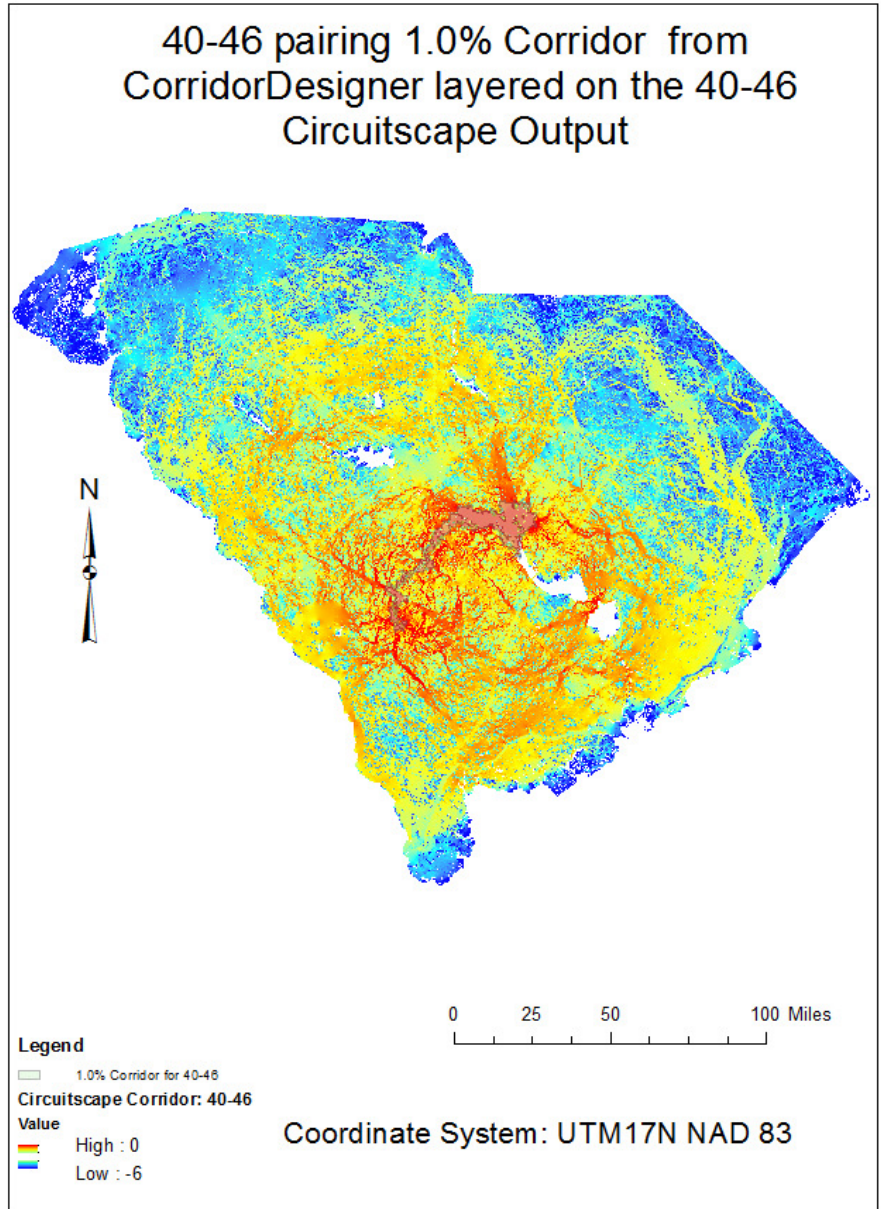 40-46 pairing 1.0% Corridor from
CorridorDesigner layered on the 40-46
Circuitscape Output
N
0 25 50 100 Miles
Legend
1.0% Corridor for 40-46
Circuitscape Corridor: 40-46
Value
High : 0
Low : -6
Coordinate System: UTM17N NAD 83